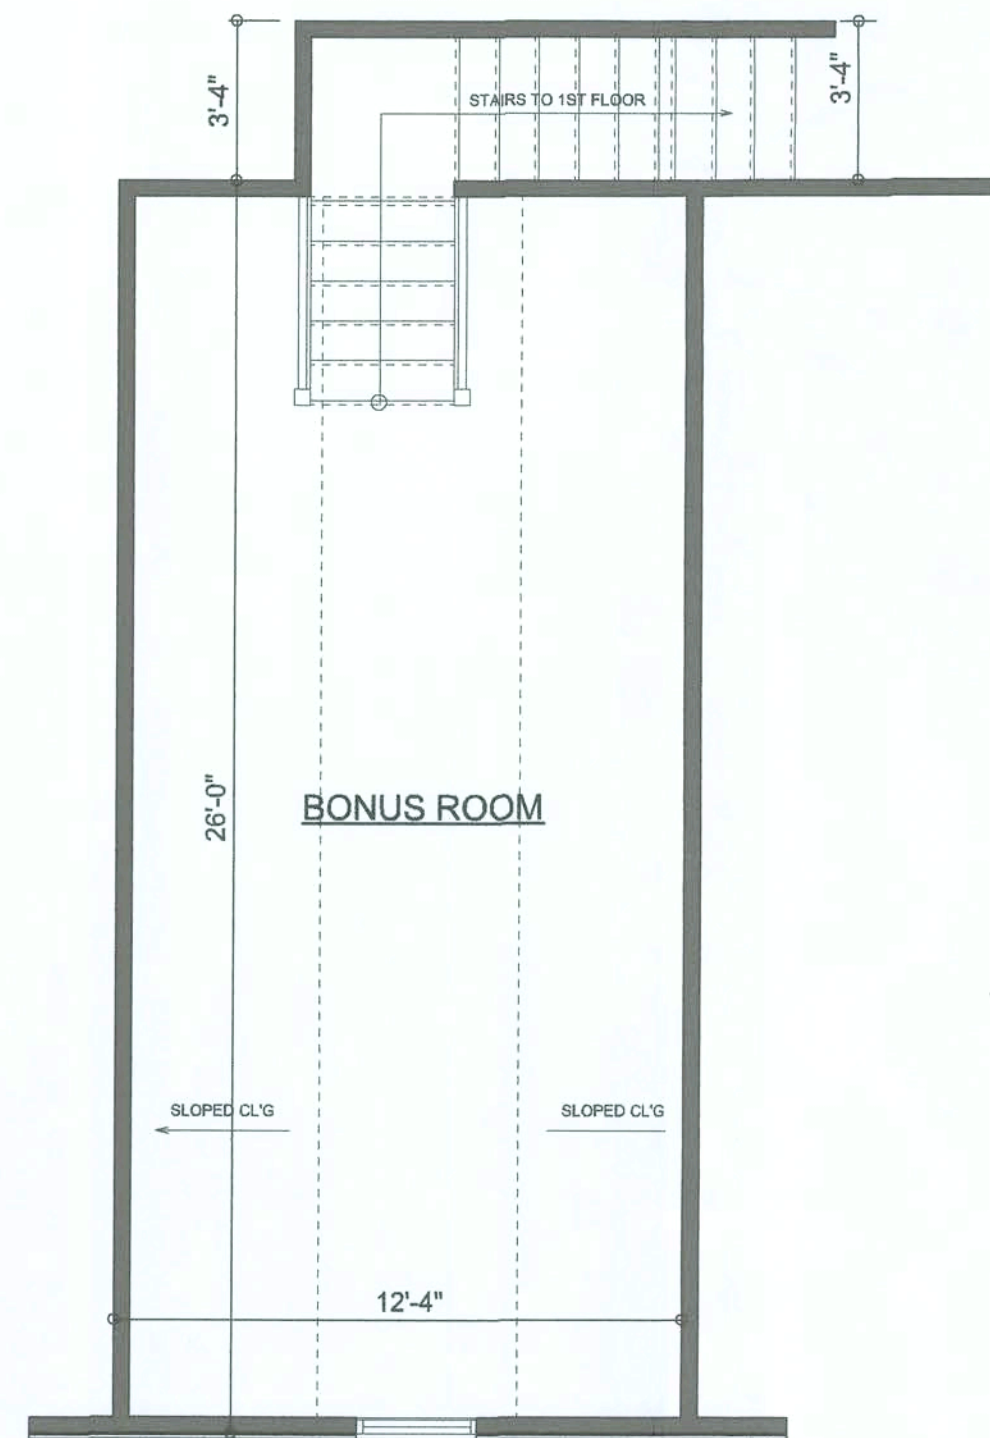 3'-4"
3'-4"
STAIRS TO 1ST FLOOR
26'-0"
BONUS ROOM
SLOPED CL'G
SLOPED CL'G
12'-4"